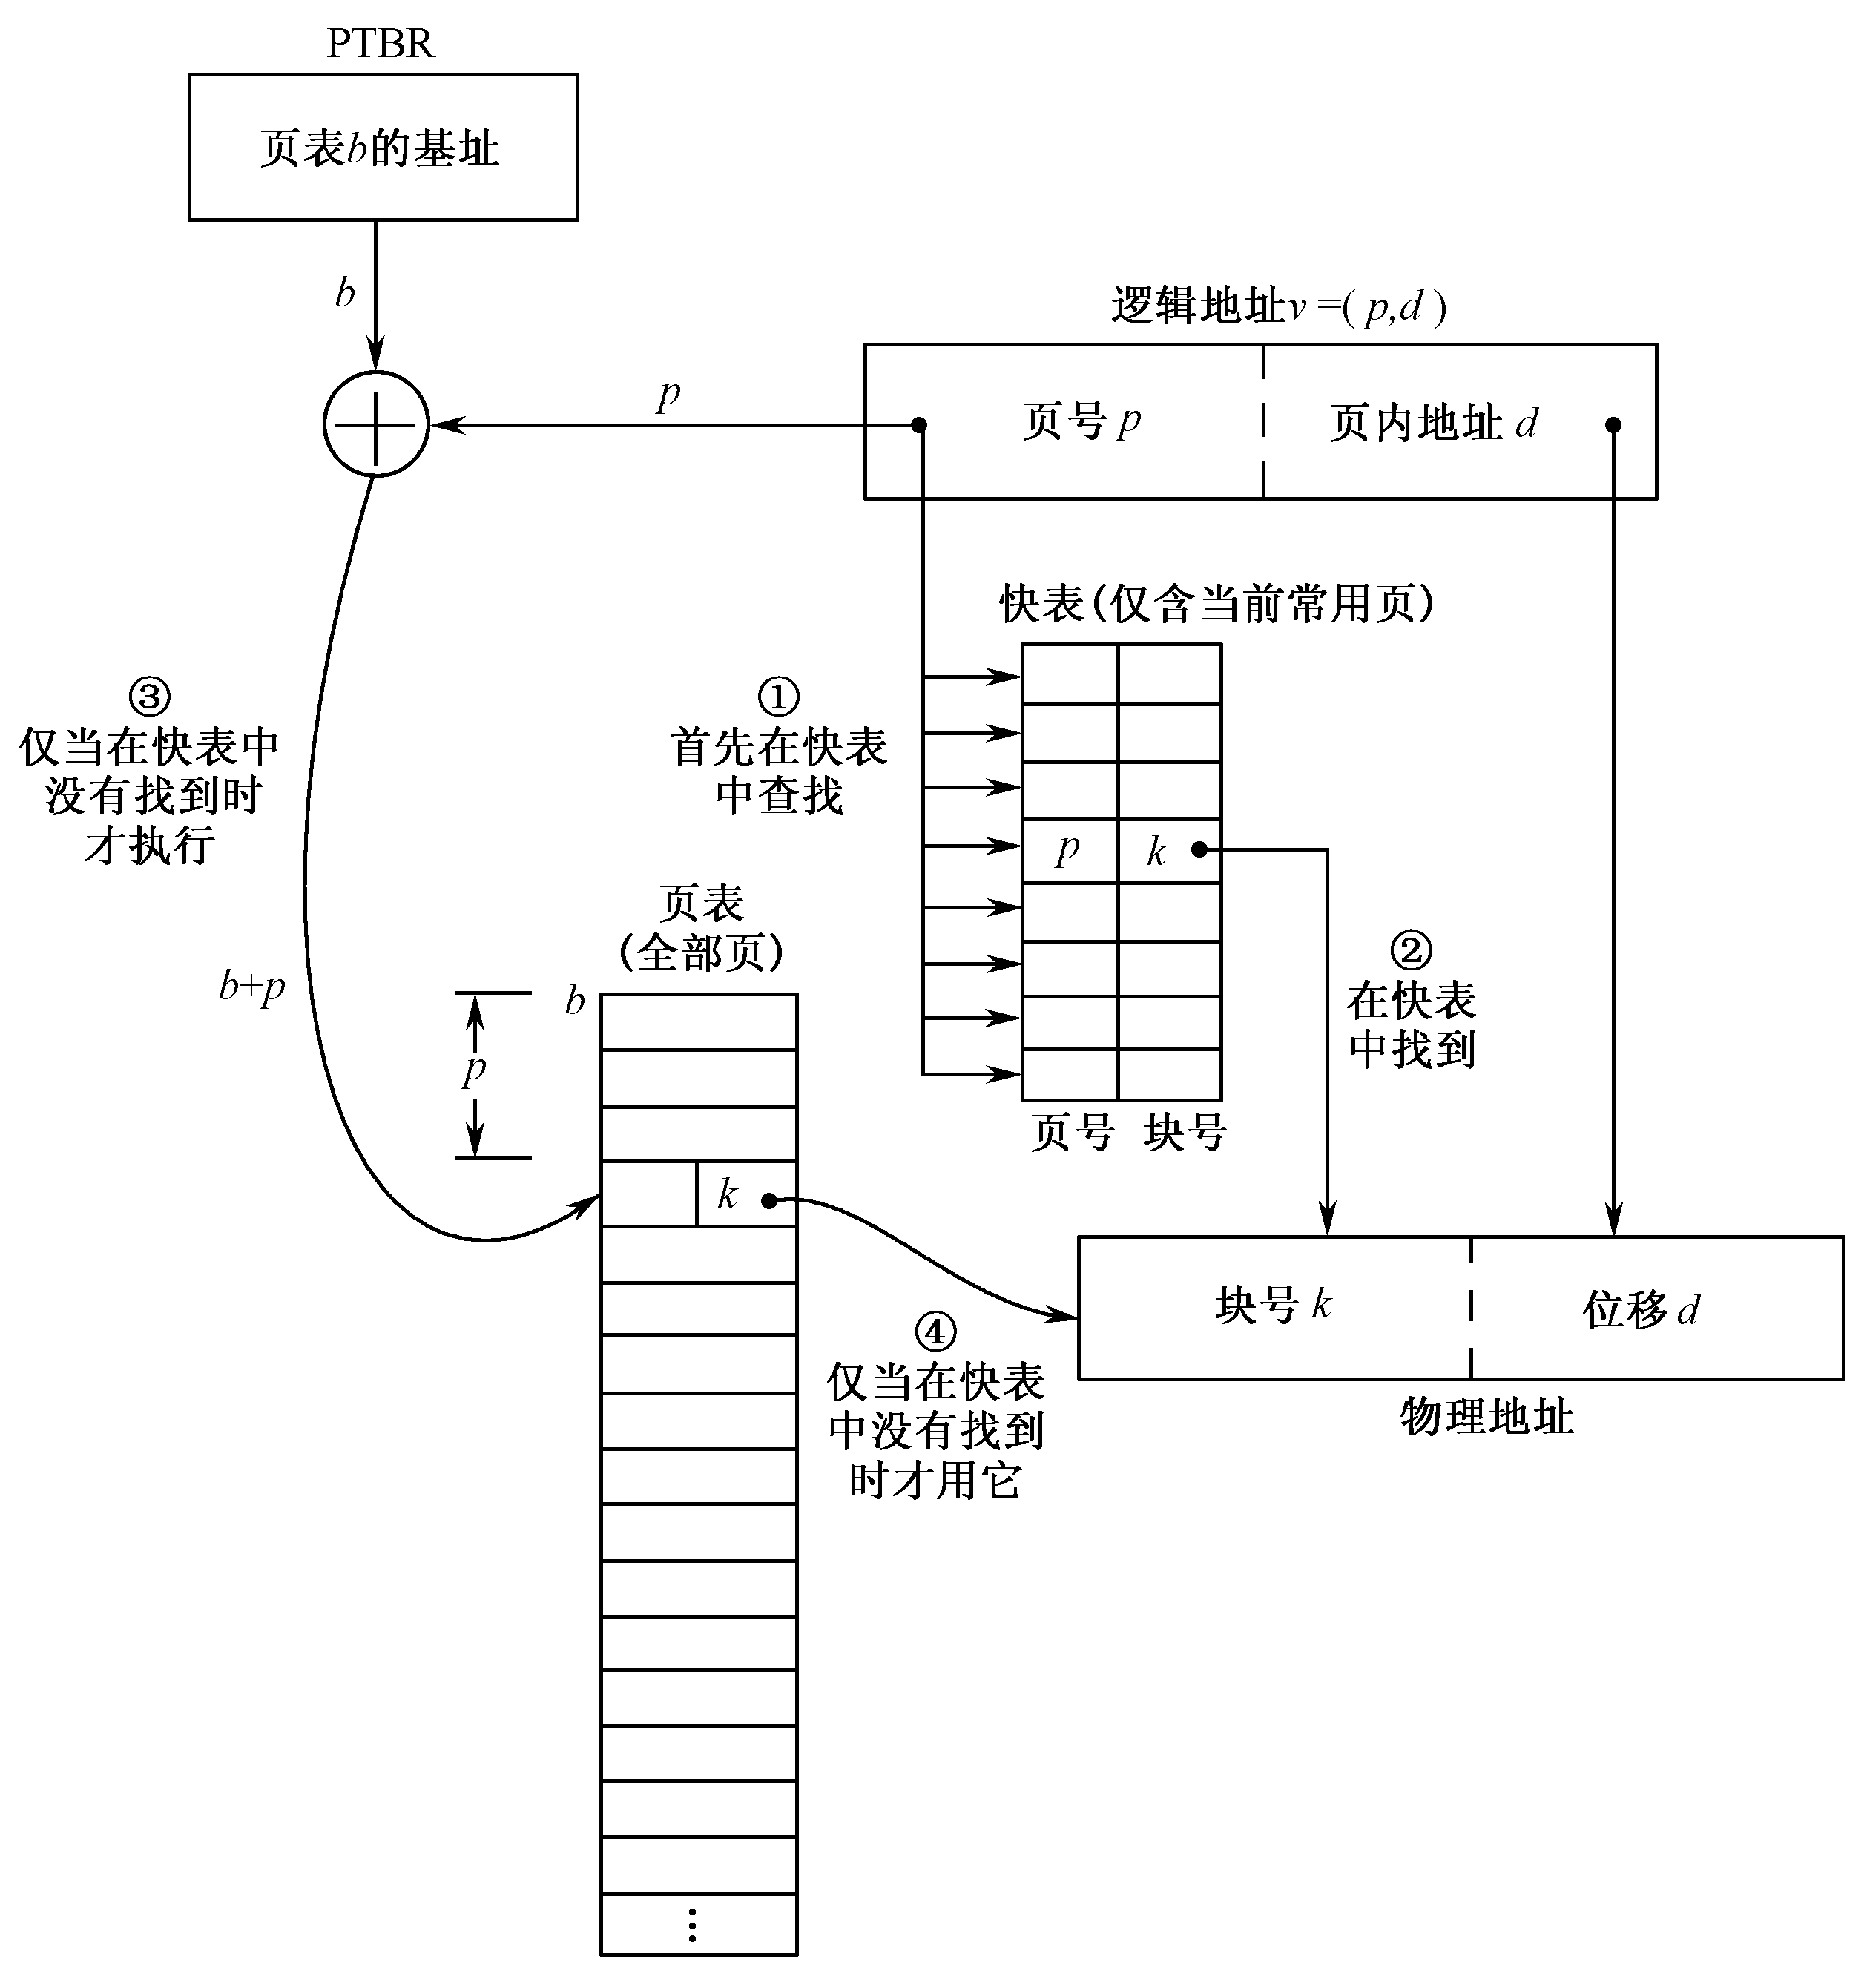 PTBR
页表b的基址
b
逻辑地址v =( p,d )
p
页号 p
页内地址 d
快表(仅含当前常用页)
①
首先在快表
中查找
③
仅当在快表中
没有找到时
才执行
p
k
页表
(全部页)
②
在快表
中找到
b+p
b
p
页号 块号
k
块号 k
位移 d
④
仅当在快表
中没有找到
时才用它
物理地址
⋮